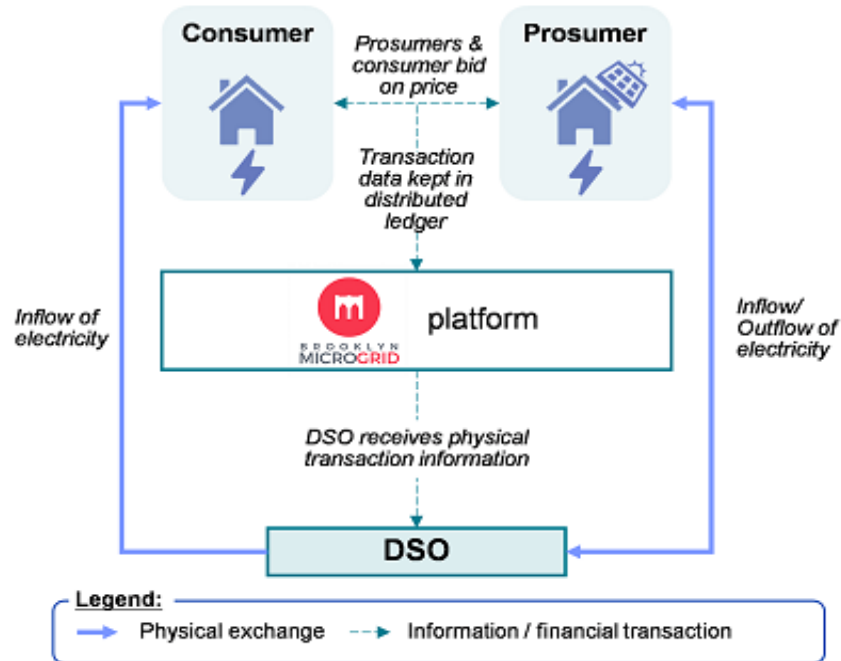 Consumer
Prosumers &
consumer bid
on price
Prosumer
Transaction
data kept in
distributed
ledger
BROOKLYN
MICROGRID
platform
Inflow of
electricity
Inflow/
Outflow of
electricity
DSO receives physical
transaction information
DSO
Legend:
Physical exchange
Information / financial transaction